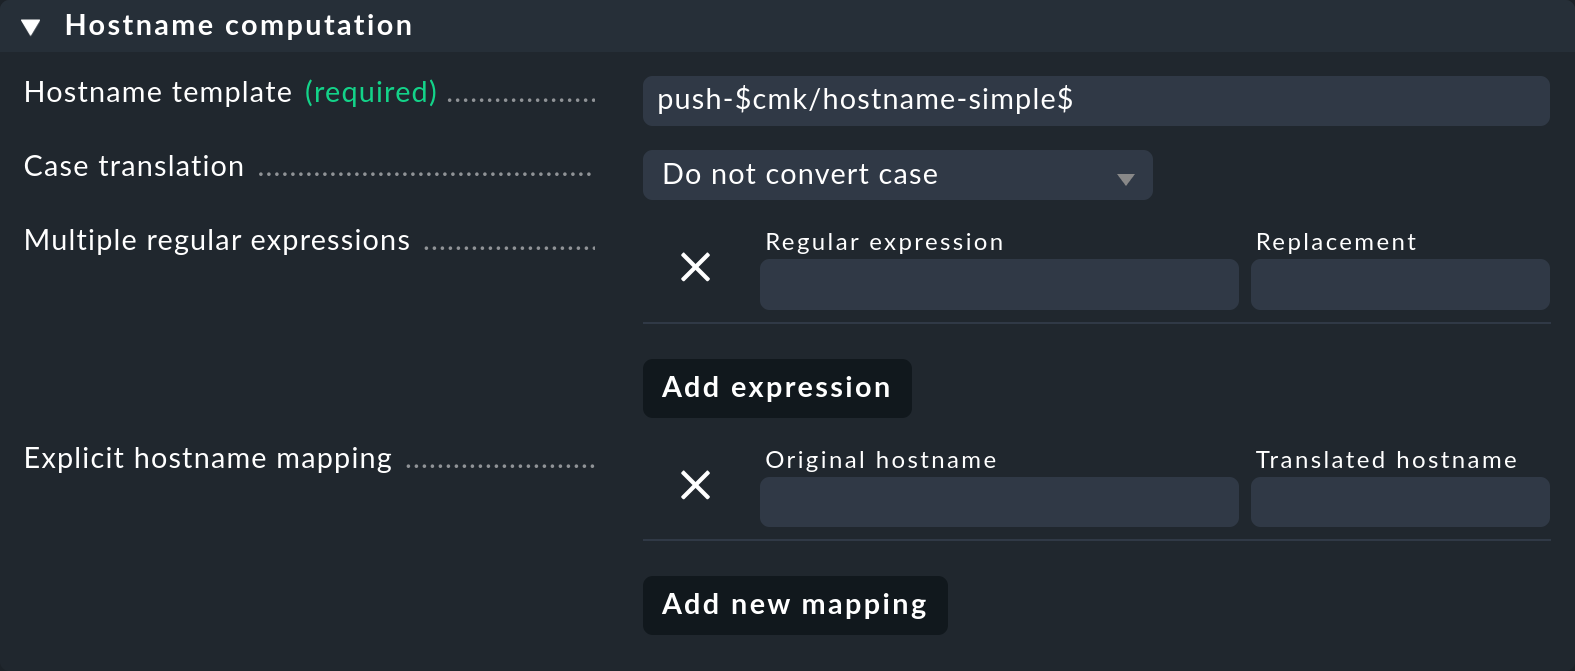 Hostname computation
Hostname template (required)
push-$cmk/hostname-simple$
Case translation
Do not convert case
Multiple regular expressions
Regular expression
Replacement
Add expression
Explicit hostname mapping
Original hostname
Translated hostname
Add new mapping